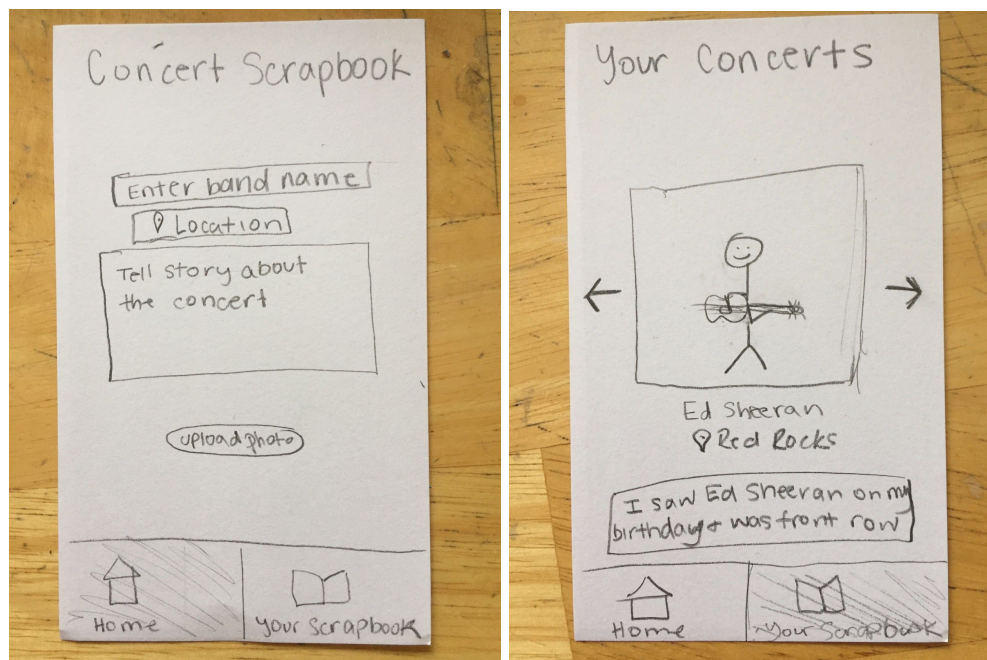 Concert Scrapbook
Enter band name
Location
Tell story about
the concert
upload photo
Home
Your Scrapbook
Your Concerts
Ed Sheeran
Red Rocks
I saw Ed Sheeran on my
birthday + was front row
Home
Your Scrapbook